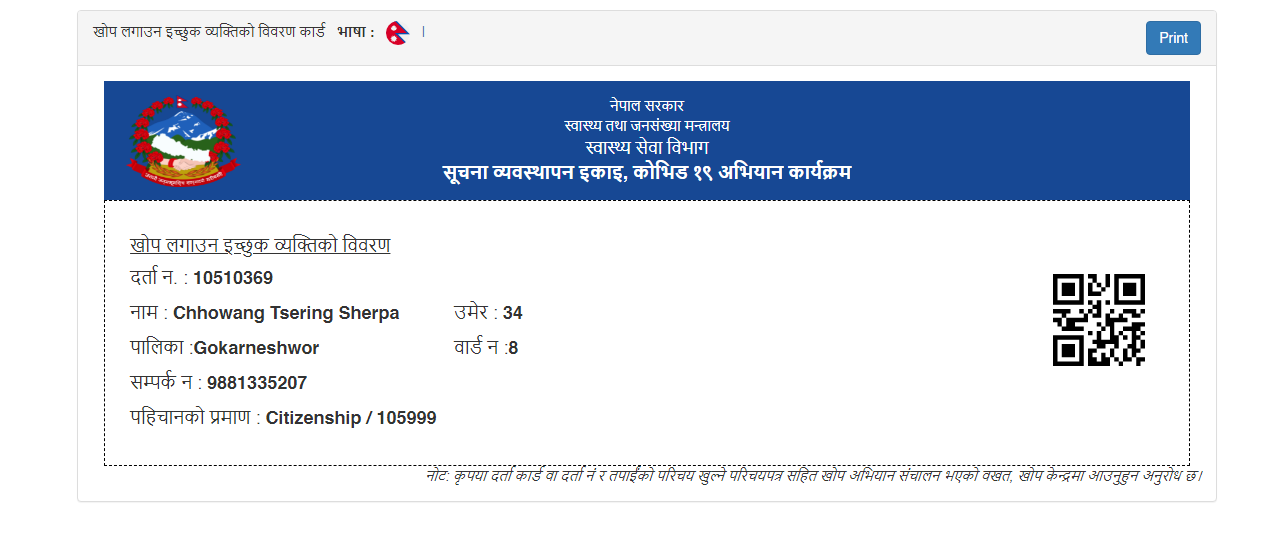 खोप लगाउन इच्छुक व्यक्तिको विवरण कार्ड भाषा : |
Print
नेपाल सरकार
स्वास्थ्य तथा जनसंख्या मन्त्रालय
स्वास्थ्य सेवा विभाग
सूचना व्यवस्थापन इकाइ, कोभिड १९ अभियान कार्यक्रम
खोप लगाउन इच्छुक व्यक्तिको विवरण
दर्ता न. : 10510369
नाम : Chhowang Tsering Sherpa उमेर : 34
पालिका :Gokarneshwor वार्ड न :8
सम्पर्क न : 9881335207
पहिचानको प्रमाण : Citizenship / 105999
नोट: कृपया दर्ता कार्ड वा दर्ता नं र तपाईंको परिचय खुल्ने परिचयपत्र सहित खोप अभियान संचालन भएको वखत, खोप केन्द्रमा आउनुहुन अनुरोध छ।